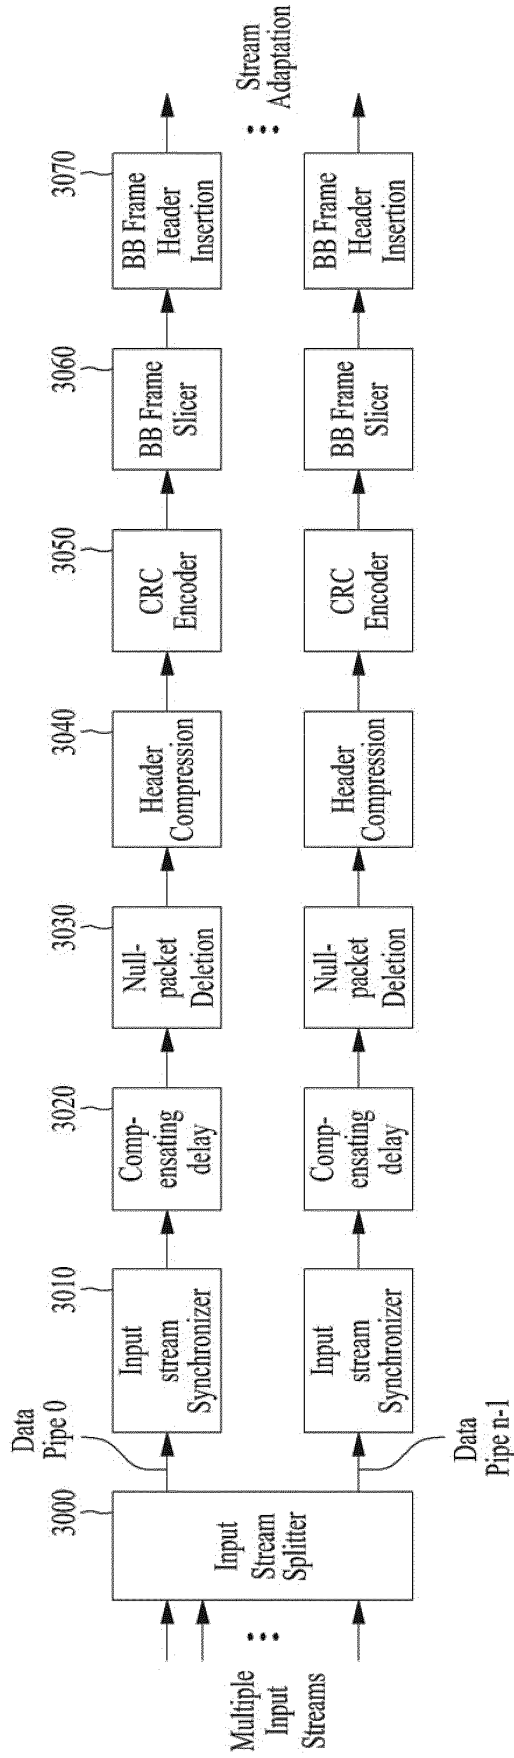 Multiple
Input
Streams
3000
Input
Stream
Splitter
Data
Pipe 0
3010
Input
stream
Synchronizer
3020
Comp-
ensating
delay
3030
Null-
packet
Deletion
3040
Header
Compression
3050
CRC
Encoder
3060
BB Frame
Slicer
3070
BB Frame
Header
Insertion
Data
Pipe n-1
Input
stream
Synchronizer
Comp-
ensating
delay
Null-
packet
Deletion
Header
Compression
CRC
Encoder
BB Frame
Slicer
BB Frame
Header
Insertion
Stream
Adaptation